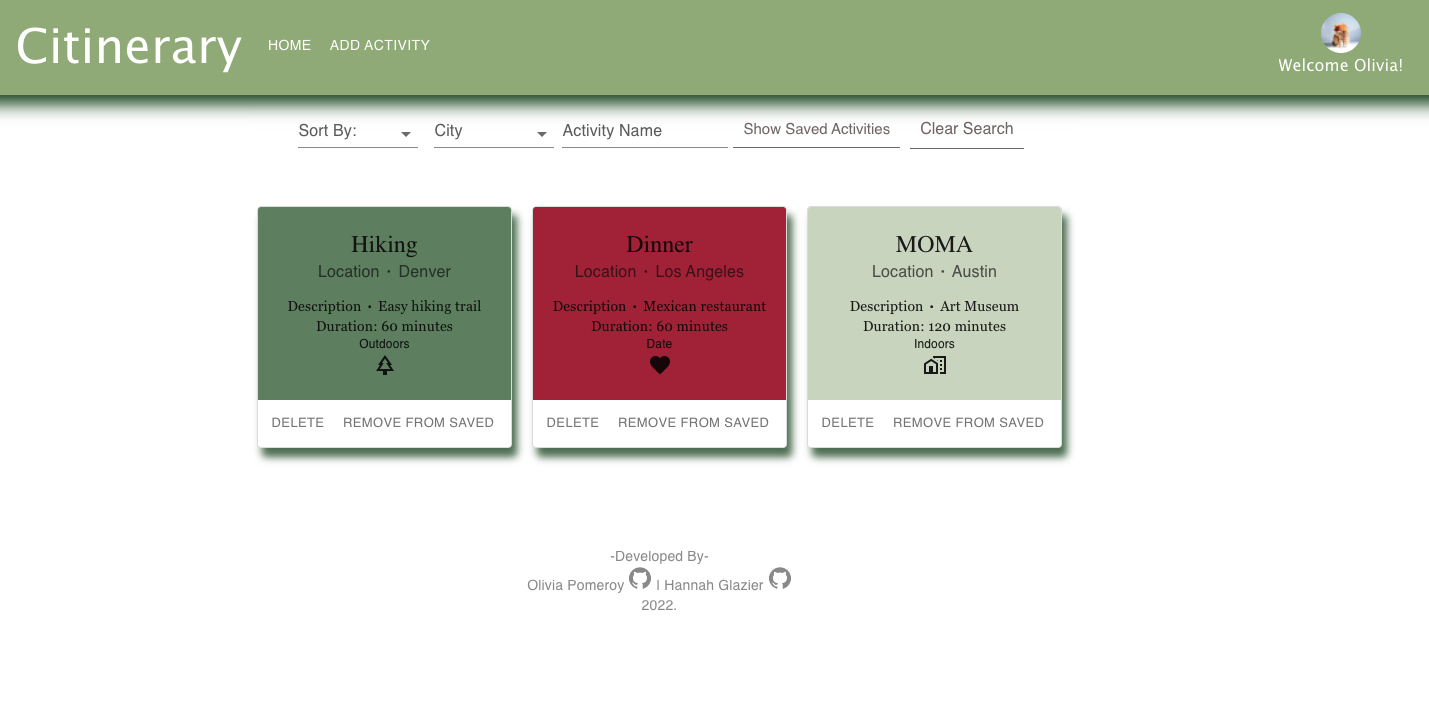 Citinerary HOME ADD ACTIVITY
Welcome Olivia!
Sort By: City Activity Name Show Saved Activities Clear Search
Hiking
Location • Denver
Description • Easy hiking trail
Duration: 60 minutes
Outdoors
DELETE REMOVE FROM SAVED
Dinner
Location • Los Angeles
Description • Mexican restaurant
Duration: 60 minutes
Date
DELETE REMOVE FROM SAVED
MOMA
Location • Austin
Description • Art Museum
Duration: 120 minutes
Indoors
DELETE REMOVE FROM SAVED
-Developed By-
Olivia Pomeroy | Hannah Glazier
2022.